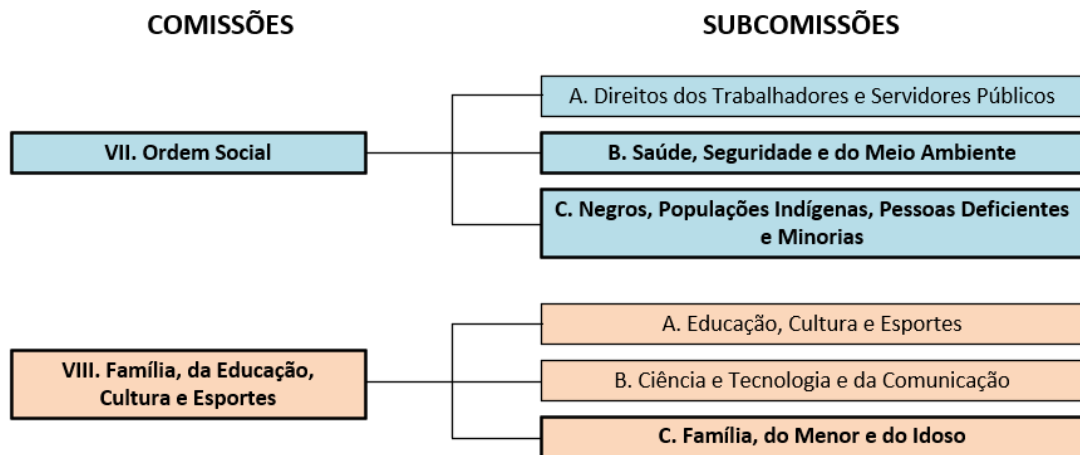 COMISSÕES
SUBCOMISSÕES
VII. Ordem Social
A. Direitos dos Trabalhadores e Servidores Públicos
B. Saúde, Seguridade e do Meio Ambiente
C. Negros, Populações Indígenas, Pessoas Deficientes
e Minorias
VIII. Família, da Educação,
Cultura e Esportes
A. Educação, Cultura e Esportes
B. Ciência e Tecnologia e da Comunicação
C. Família, do Menor e do Idoso